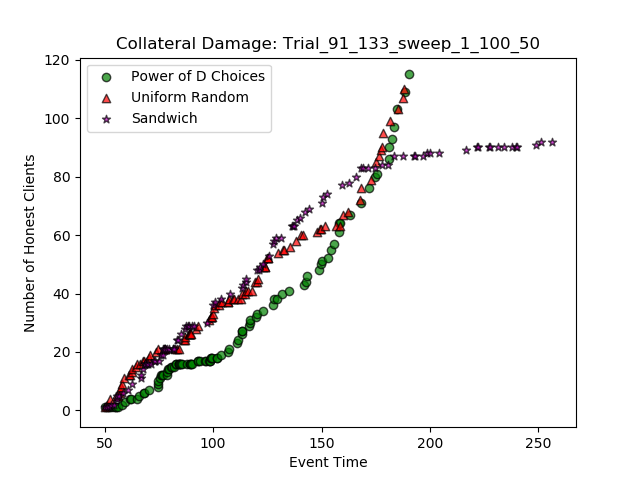 Collateral Damage: Trial_91_133_sweep_1_100_50
Power of D Choices
Uniform Random
Sandwich
Number of Honest Clients
120
100
80
60
40
20
0
50
100
150
200
250
Event Time